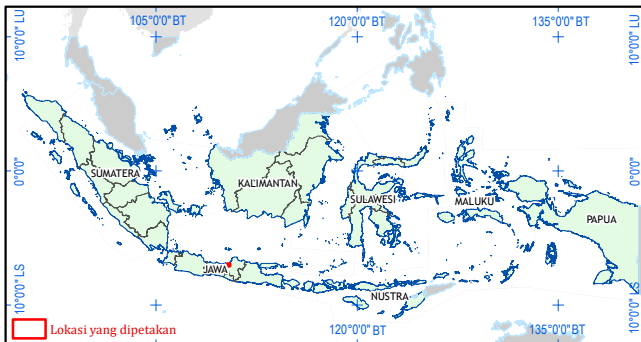 105°0'0" BT
120°0'0" BT
135°0'0" BT
10°0'0" LU
10°0'0" LU
SUMATERA
KALIMANTAN
SULAWESI
MALUKU
PAPUA
0°0'0"
0°0'0"
JAWA
NUSTRA
10°0'0" LS
10°0'0" LS
Lokasi yang dipetakan
120°0'0" BT
135°0'0" BT